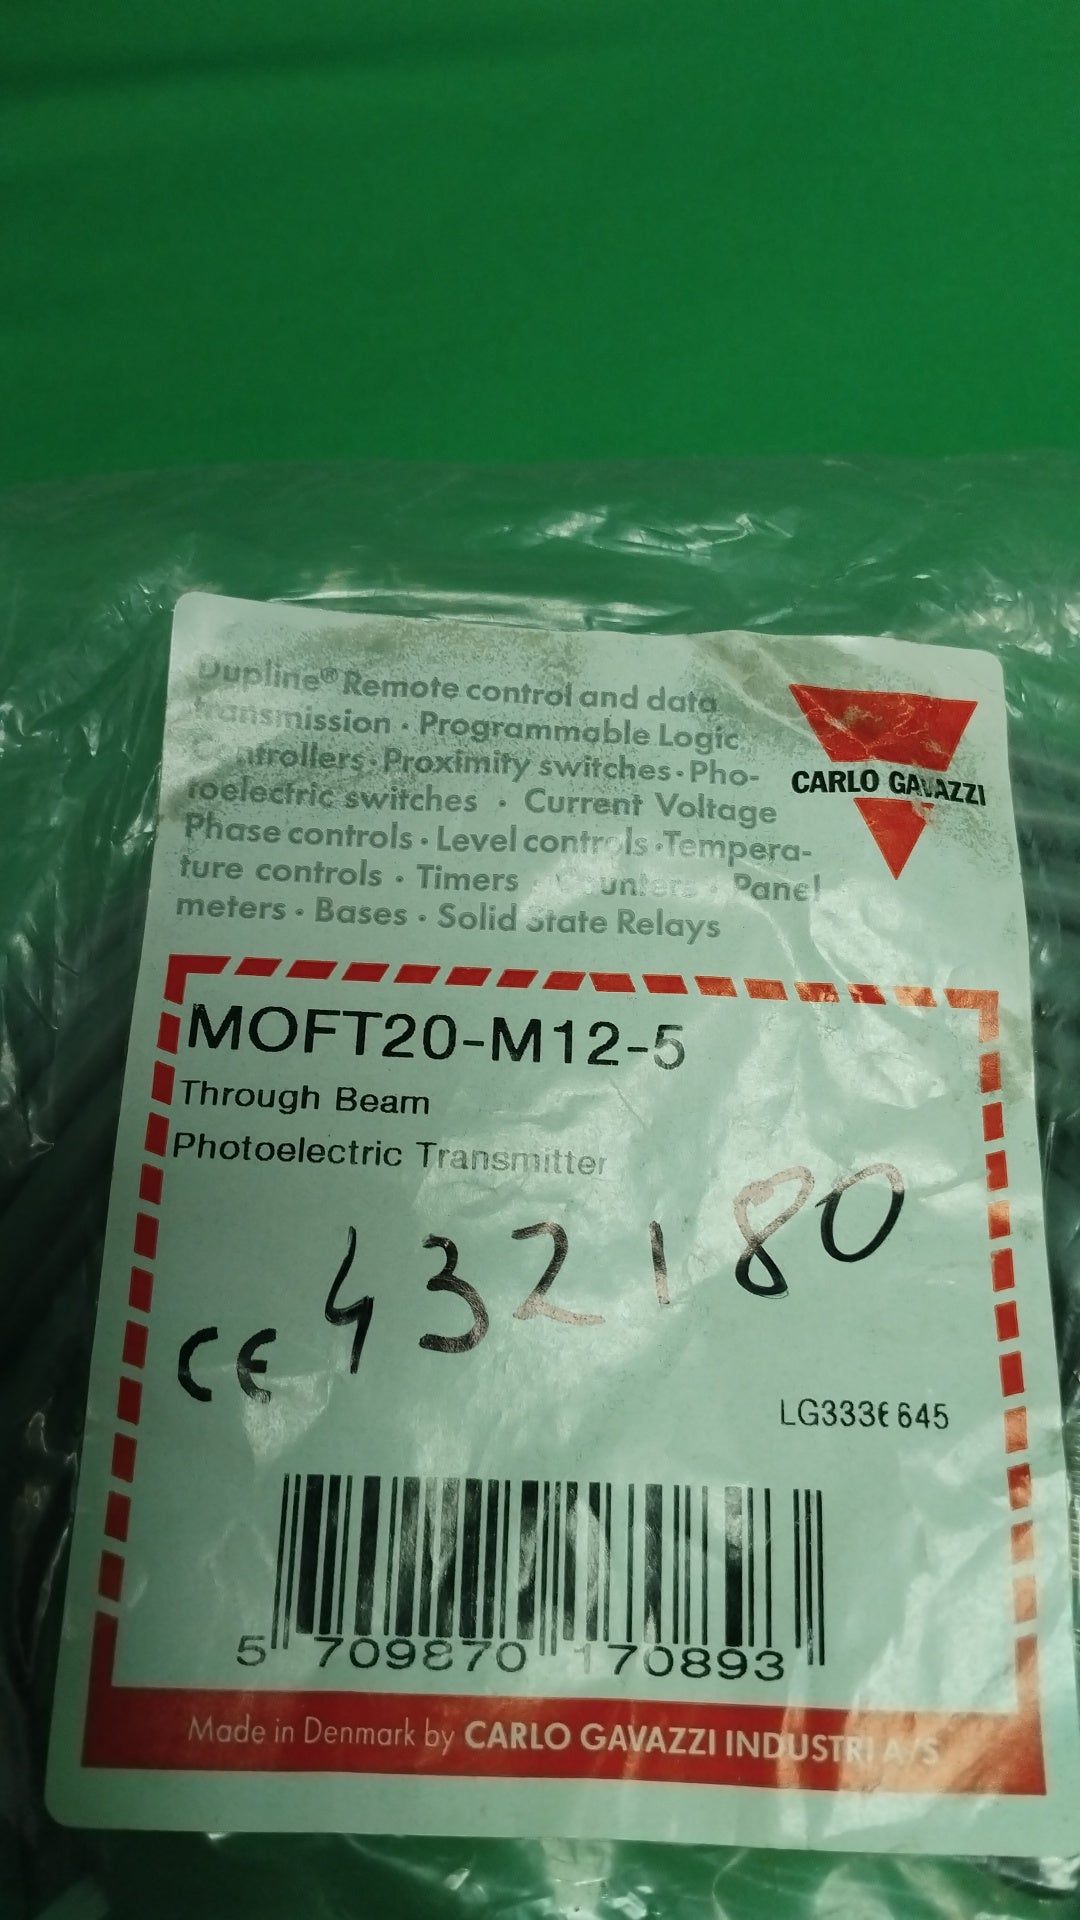 Dupline® Remote control and data
transmission · Programmable Logic
Controllers · Proximity switches · Pho-
toelectric switches · Current Voltage
Phase controls · Level controls · Tempera-
ture controls · Timers · Counters · Panel
meters · Bases · Solid State Relays
CARLO GAVAZZI
MOFT20-M12-5
Through Beam
Photoelectric Transmitter
432180
CE
5 709870 170893
Made in Denmark by CARLO GAVAZZI INDUSTRI A/S